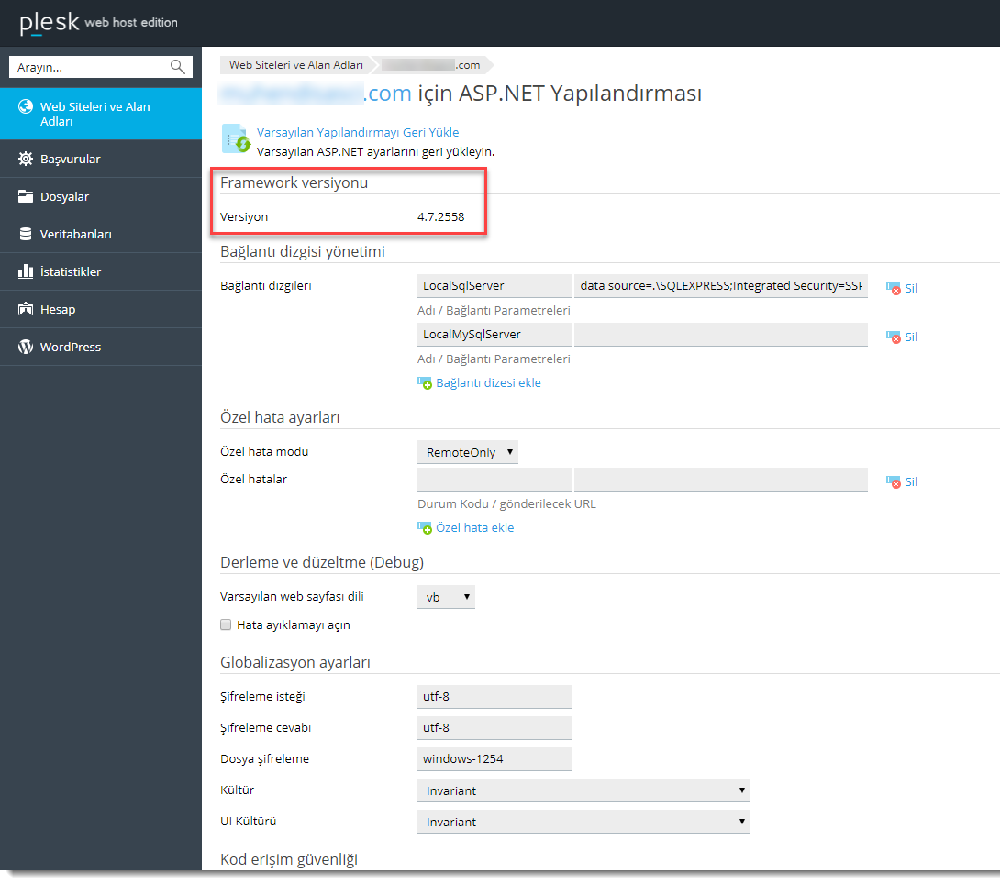 plesk web host edition
Arayın...
Web Siteleri ve Alan Adları
Başvurular
Dosyalar
Veritabanları
İstatistikler
Hesap
WordPress
Web Siteleri ve Alan Adları
.com
.com için ASP.NET Yapılandırması
Varsayılan Yapılandırmayı Geri Yükle
Varsayılan ASP.NET ayarlarını geri yükleyin.
Framework versiyonu
Versiyon 4.7.2558
Bağlantı dizgisi yönetimi
Bağlantı dizgileri LocalSqlServer data source=.\SQLEXPRESS;Integrated Security=SSF Sil
Adı / Bağlantı Parametreleri
LocalMySqlServer Sil
Adı / Bağlantı Parametreleri
Bağlantı dizesi ekle
Özel hata ayarları
Özel hata modu RemoteOnly
Özel hatalar Sil
Durum Kodu / gönderilecek URL
Özel hata ekle
Derleme ve düzeltme (Debug)
Varsayılan web sayfası dili vb
Hata ayıklamayı açın
Globalizasyon ayarları
Şifreleme isteği utf-8
Şifreleme cevabı utf-8
Dosya şifreleme windows-1254
Kültür Invariant
UI Kültürü Invariant
Kod erişim güvenliği